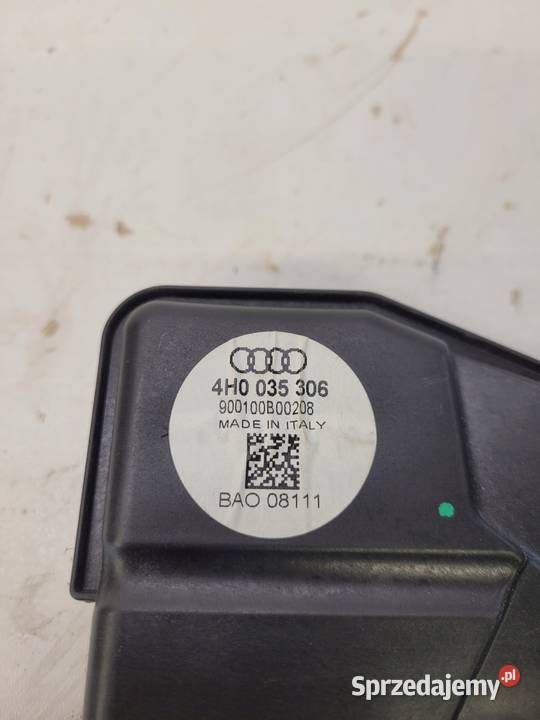 4H0 035 306
900100B00208
MADE IN ITALY
BAO 08111
Sprzedajemy.pl